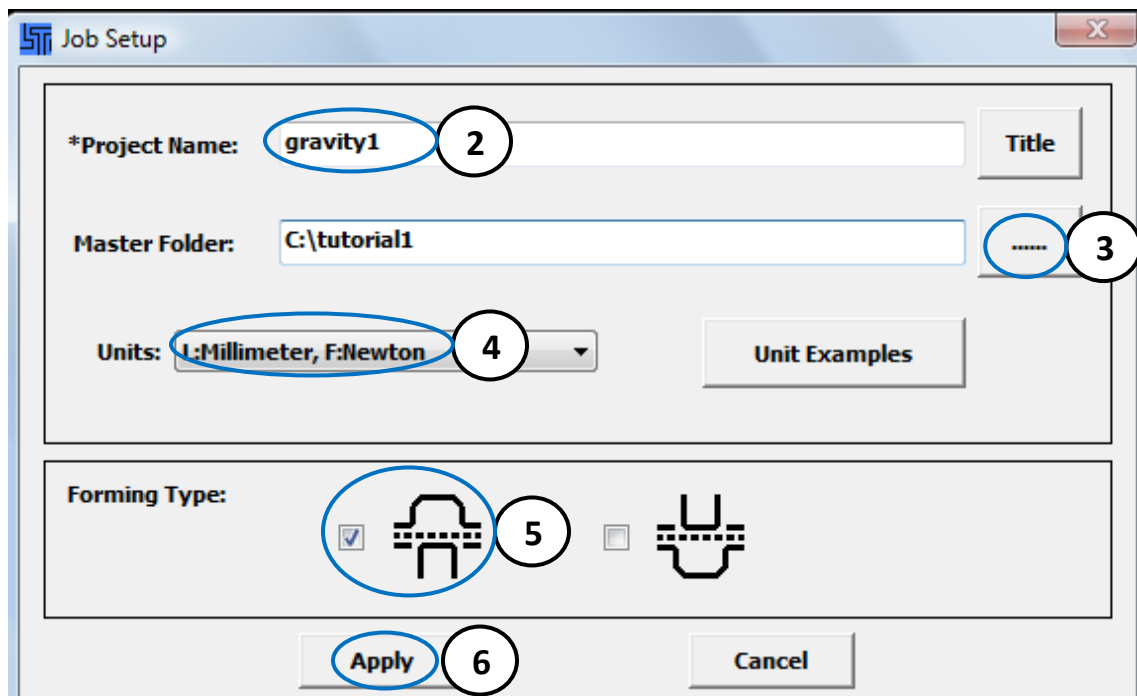 Job Setup
*Project Name: gravity1 2 Title
Master Folder: C:\tutorial1 ...... 3
Units: L:Millimeter, F:Newton 4 Unit Examples
Forming Type:
5
Apply 6 Cancel